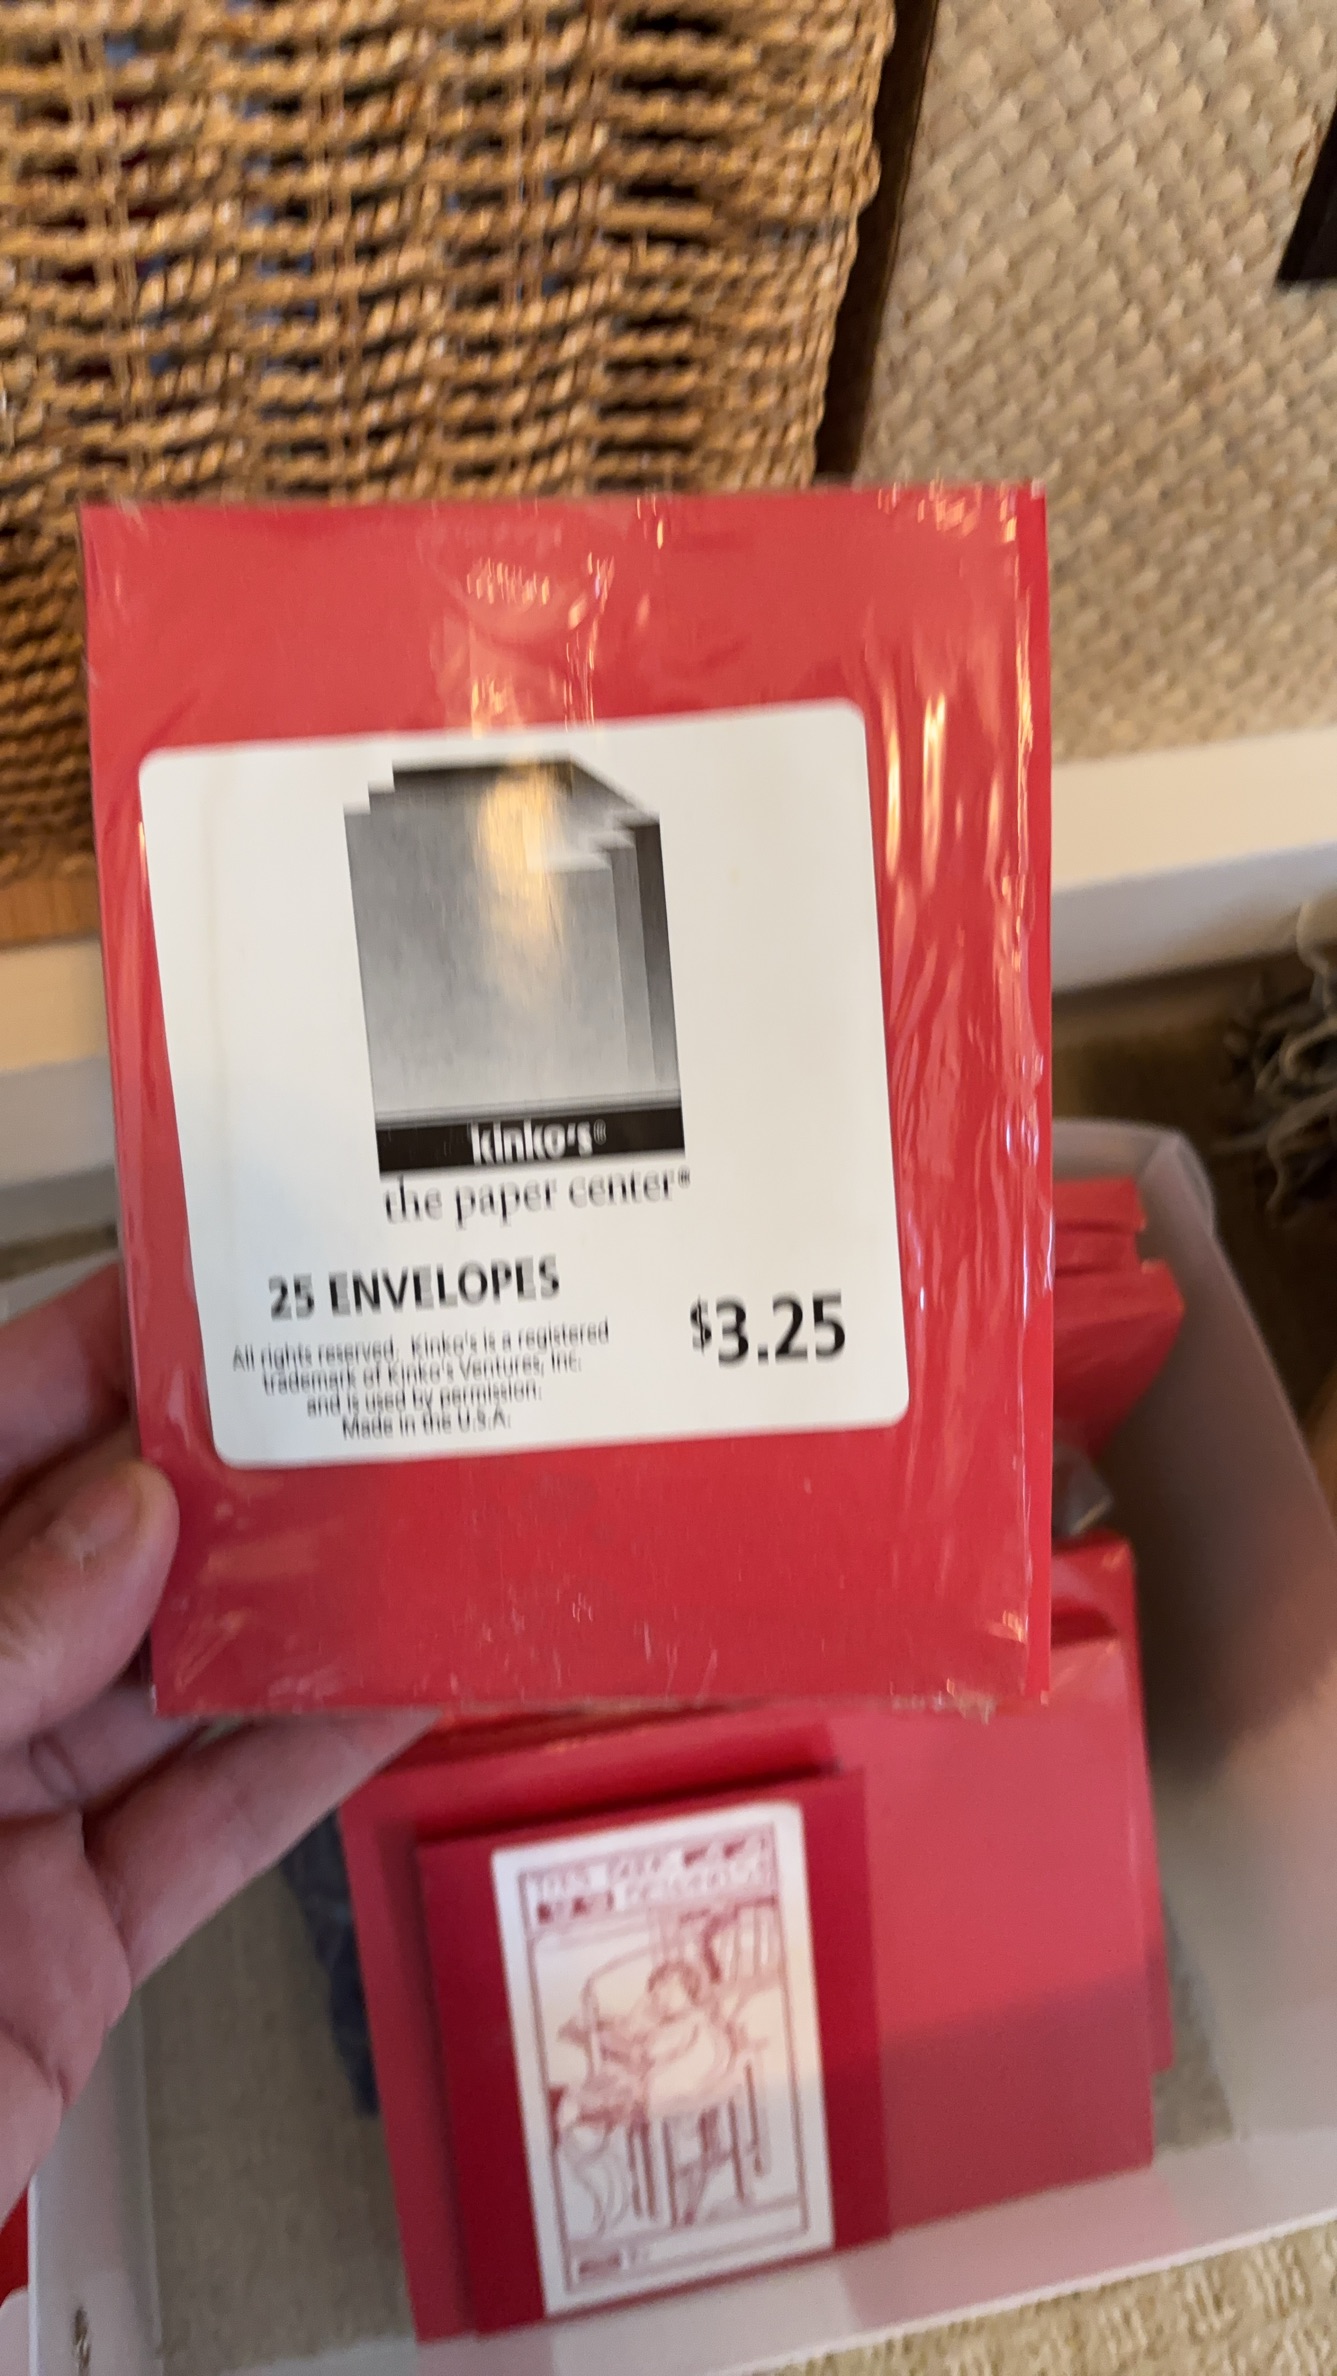 kinko's®
the paper center®
25 ENVELOPES
$3.25
All rights reserved. Kinko's is a registered
trademark of Kinko's Ventures, Inc.
and is used by permission.
Made in the U.S.A.